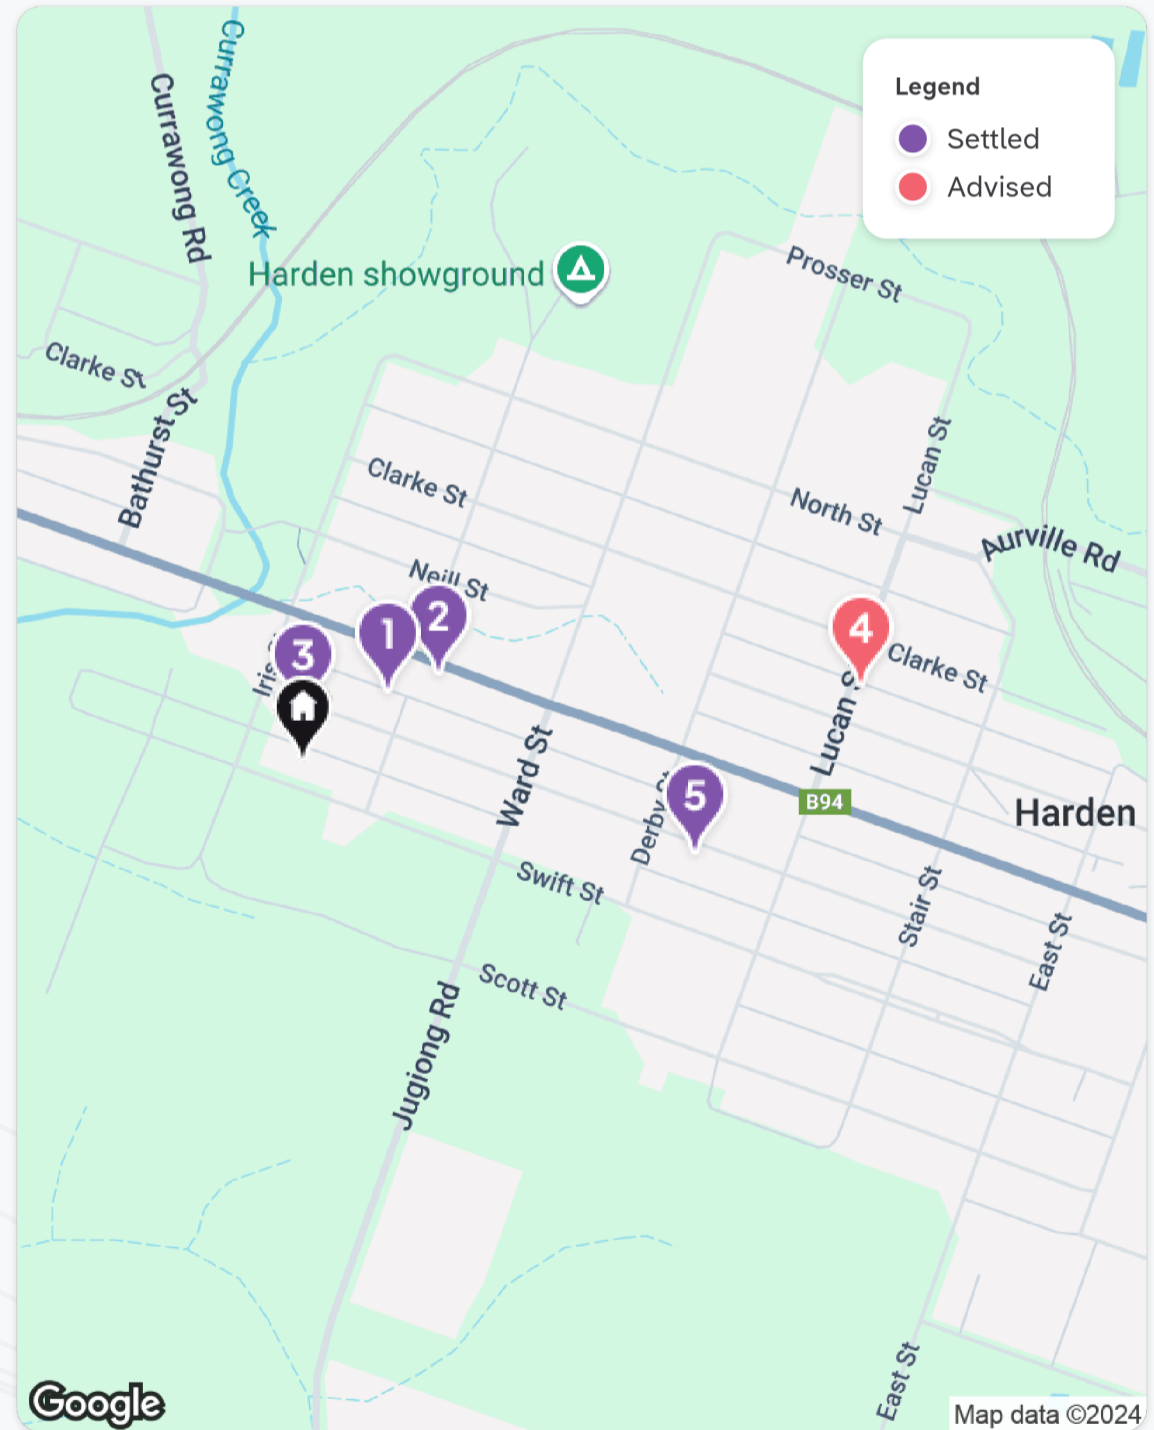 Currawong Creek
Currawong Rd
Legend
Settled
Advised
Harden showground
Prosser St
Clarke St
Bathurst St
Lucan St
Clarke St
North St
Aurville Rd
Neill St
2
1
3
4
Clarke St
Lucan S
Ward St
5
B94
Harden
Swift St
Stair St
East St
Scott St
Jugiong Rd
East St
Google
Map data ©2024